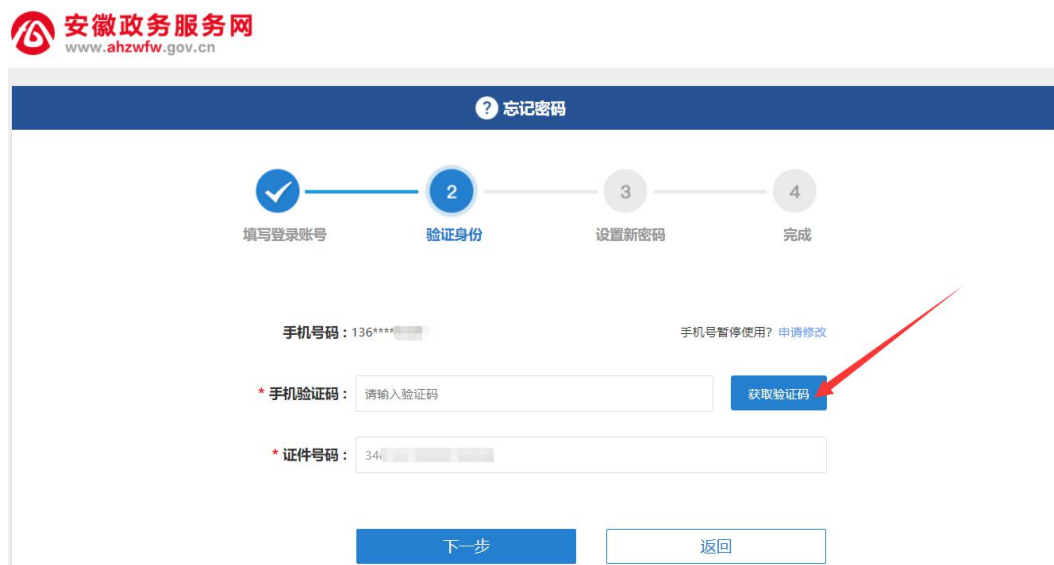 安徽政务服务网
www.ahzwfw.gov.cn
? 忘记密码
2 3 4
填写登录账号 验证身份 设置新密码 完成
手机号码：136**** 手机号暂停使用? 申请修改
* 手机验证码： 请输入验证码 获取验证码
* 证件号码： 34
下一步 返回